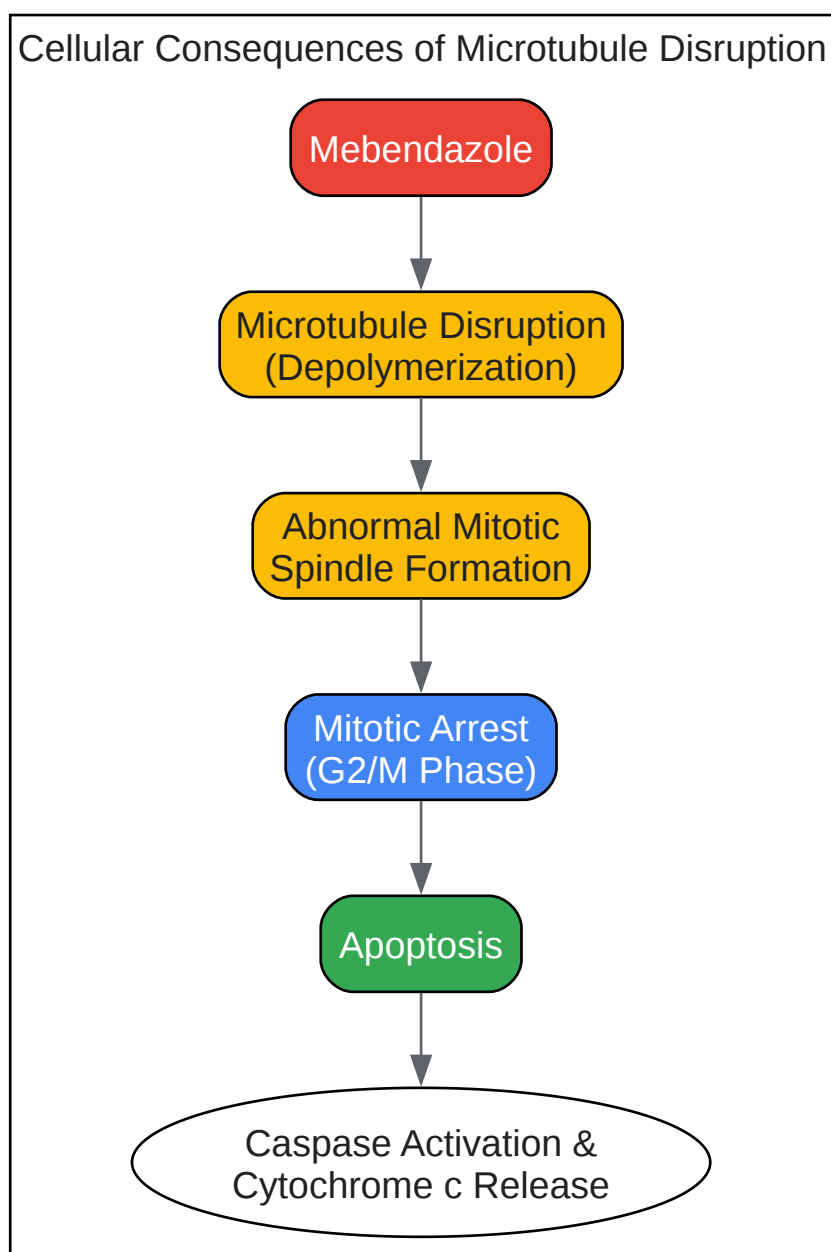 Cellular Consequences of Microtubule Disruption
Mebendazole
Microtubule Disruption
(Depolymerization)
Abnormal Mitotic
Spindle Formation
Mitotic Arrest
(G2/M Phase)
Apoptosis
Caspase Activation &
Cytochrome c Release